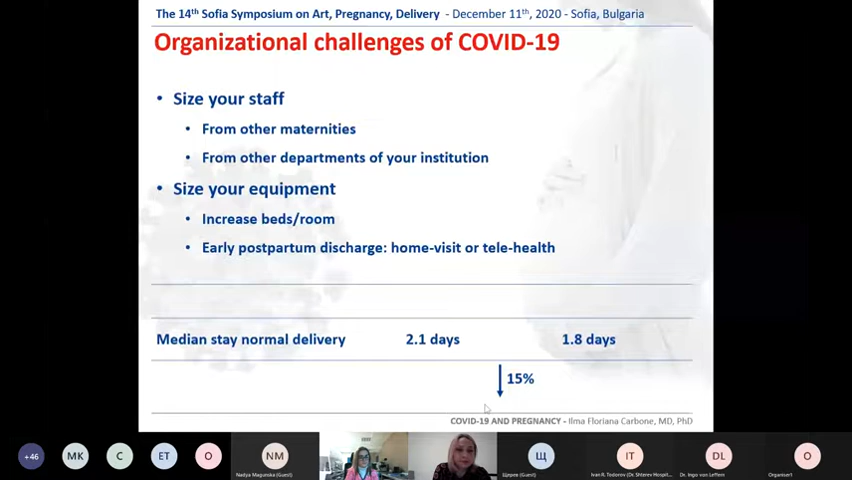 The 14th Sofia Symposium on Art, Pregnancy, Delivery - December 11th, 2020 - Sofia, Bulgaria
Organizational challenges of COVID-19
• Size your staff
• From other maternities
• From other departments of your institution
• Size your equipment
• Increase beds/room
• Early postpartum discharge: home-visit or tele-health
Median stay normal delivery 2.1 days 1.8 days
15%
COVID-19 AND PREGNANCY - Ilma Floriana Carbone, MD, PhD
+46 MK C ET O NM Щ IT DL O
Nadya Magunska (Guest) Щерев (Guest) Ivan R. Todorov (Dr. Shterev Hospit... Dr. Ingo von Leffern Organiser1